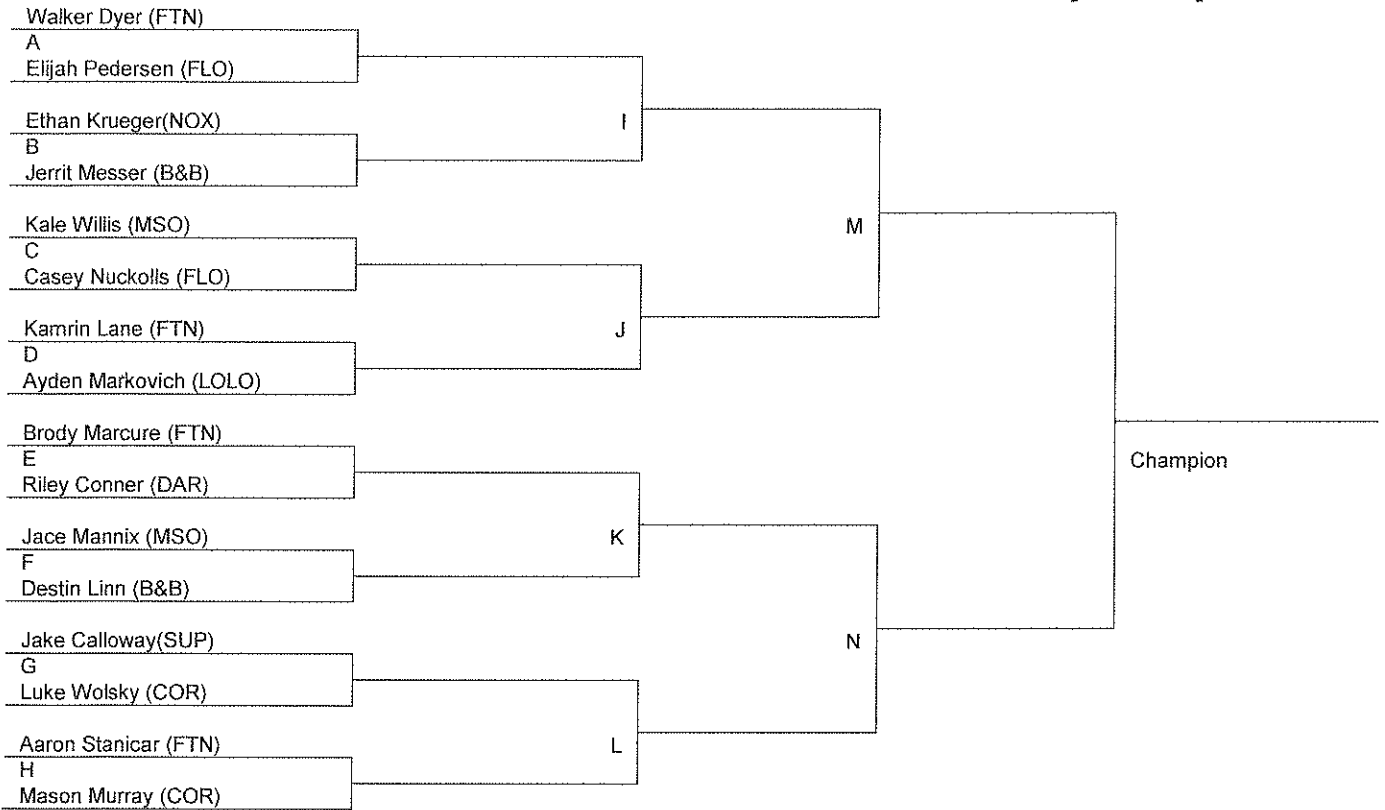 Walker Dyer (FTN)
A
Elijah Pedersen (FLO)
Ethan Krueger(NOX)
I
B
Jerrit Messer (B&B)
Kale Willis (MSO)
M
C
Casey Nuckolls (FLO)
Kamrin Lane (FTN)
J
D
Ayden Markovich (LOLO)
Brody Marcure (FTN)
E
Champion
Riley Conner (DAR)
Jace Mannix (MSO)
K
F
Destin Linn (B&B)
Jake Calloway(SUP)
N
G
Luke Wolsky (COR)
Aaron Stanicar (FTN)
L
H
Mason Murray (COR)